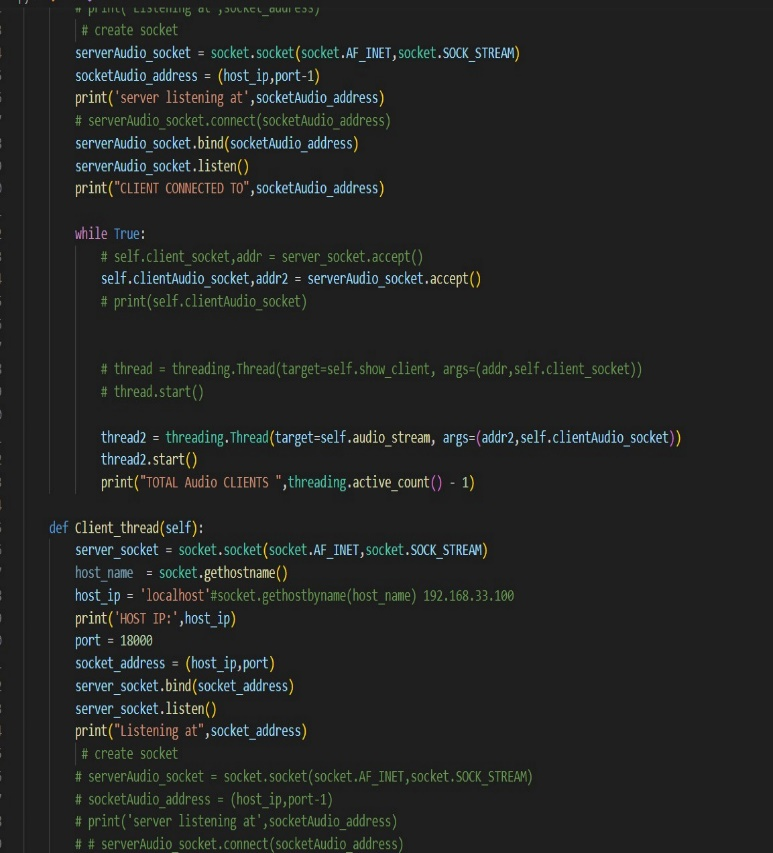 # print('Listening at',socket_address)
# create socket
serverAudio_socket = socket.socket(socket.AF_INET,socket.SOCK_STREAM)
socketAudio_address = (host_ip,port-1)
print('server listening at',socketAudio_address)
# serverAudio_socket.connect(socketAudio_address)
serverAudio_socket.bind(socketAudio_address)
serverAudio_socket.listen()
print("CLIENT CONNECTED TO",socketAudio_address)
while True:
# self.client_socket,addr = server_socket.accept()
self.clientAudio_socket,addr2 = serverAudio_socket.accept()
# print(self.clientAudio_socket)
# thread = threading.Thread(target=self.show_client, args=(addr,self.client_socket))
# thread.start()
thread2 = threading.Thread(target=self.audio_stream, args=(addr2,self.clientAudio_socket))
thread2.start()
print("TOTAL Audio CLIENTS ",threading.active_count() - 1)
def Client_thread(self):
server_socket = socket.socket(socket.AF_INET,socket.SOCK_STREAM)
host_name  = socket.gethostname()
host_ip = 'localhost'#socket.gethostbyname(host_name) 192.168.33.100
print('HOST IP:',host_ip)
port = 18000
socket_address = (host_ip,port)
server_socket.bind(socket_address)
server_socket.listen()
print("Listening at",socket_address)
# create socket
# serverAudio_socket = socket.socket(socket.AF_INET,socket.SOCK_STREAM)
# socketAudio_address = (host_ip,port-1)
# print('server listening at',socketAudio_address)
# # serverAudio_socket.connect(socketAudio_address)